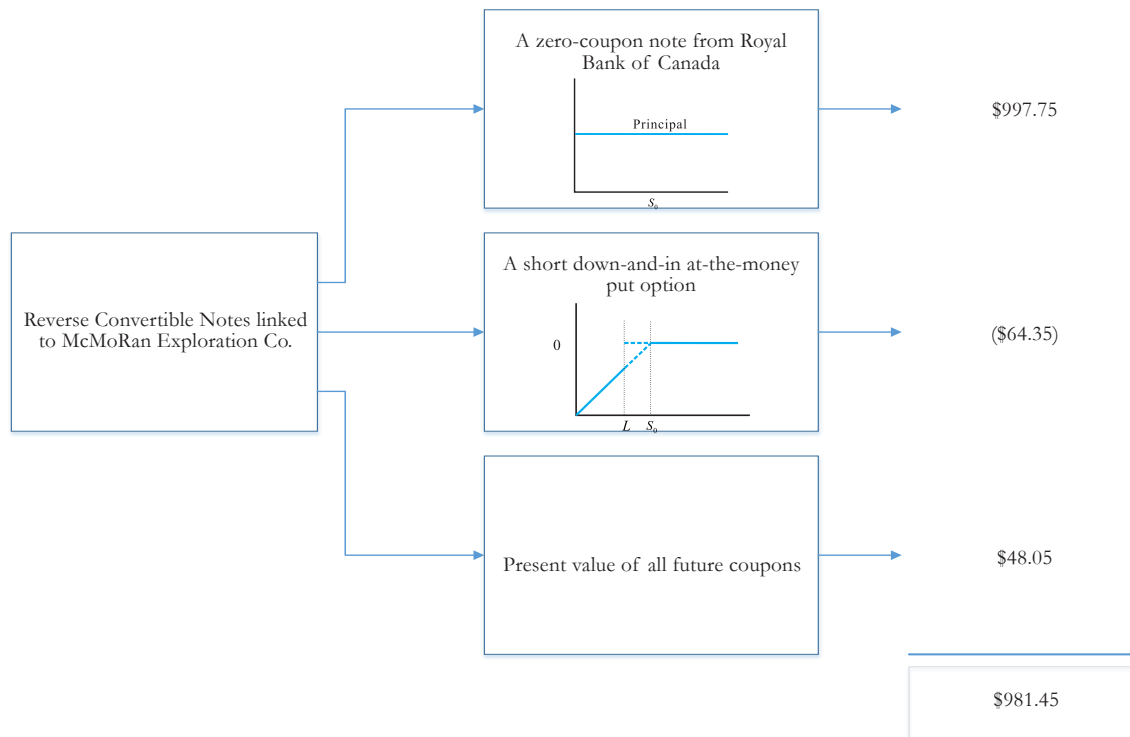 A zero-coupon note from Royal
Bank of Canada
Principal
S₀
$997.75
Reverse Convertible Notes linked
to McMoRan Exploration Co.
A short down-and-in at-the-money
put option
0
L S₀
($64.35)
Present value of all future coupons
$48.05
$981.45